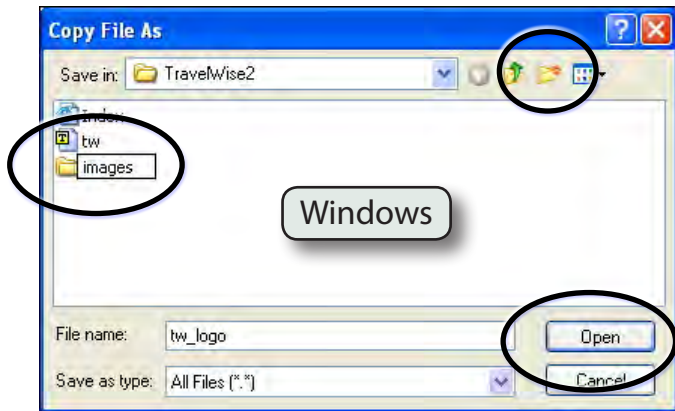 Copy File As
Save in: TravelWise2
Index
tw
images
Windows
File name: tw_logo
Open
Save as type: All Files (*.*)
Cancel